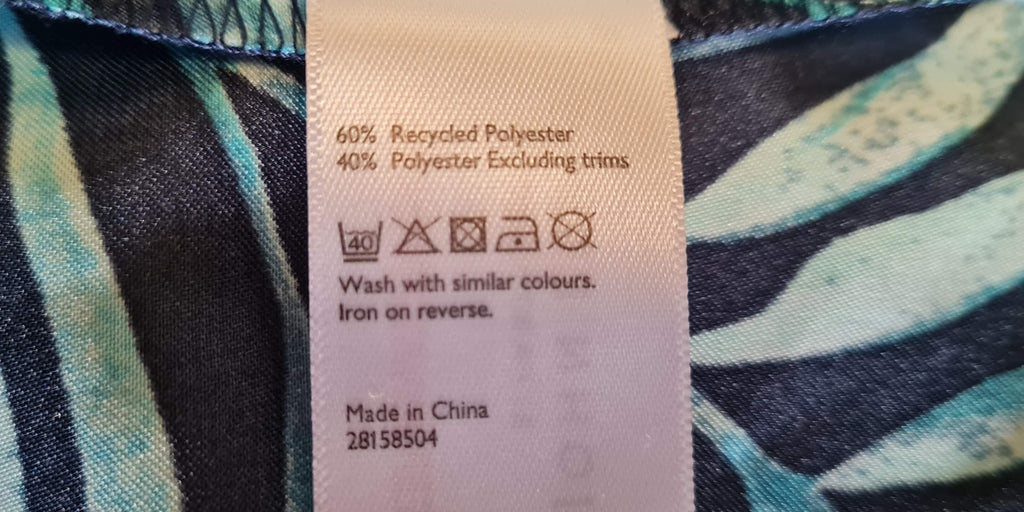 60% Recycled Polyester
40% Polyester Excluding trims
40
Wash with similar colours.
Iron on reverse.
Made in China
28158504